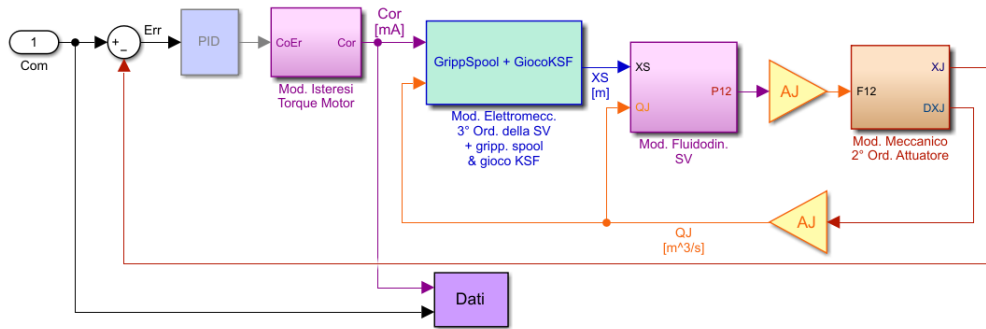 1
Com
+
−
Err
PID
CoEr
Cor
Mod. Isteresi
Torque Motor
Cor
[mA]
GrippSpool + GiocoKSF
Mod. Elettromecc.
3° Ord. della SV
+ gripp. spool
& gioco KSF
XS
[m]
XS
QJ
P12
Mod. Fluidodin.
SV
AJ
F12
XJ
DXJ
Mod. Meccanico
2° Ord. Attuatore
AJ
QJ
[m^3/s]
Dati